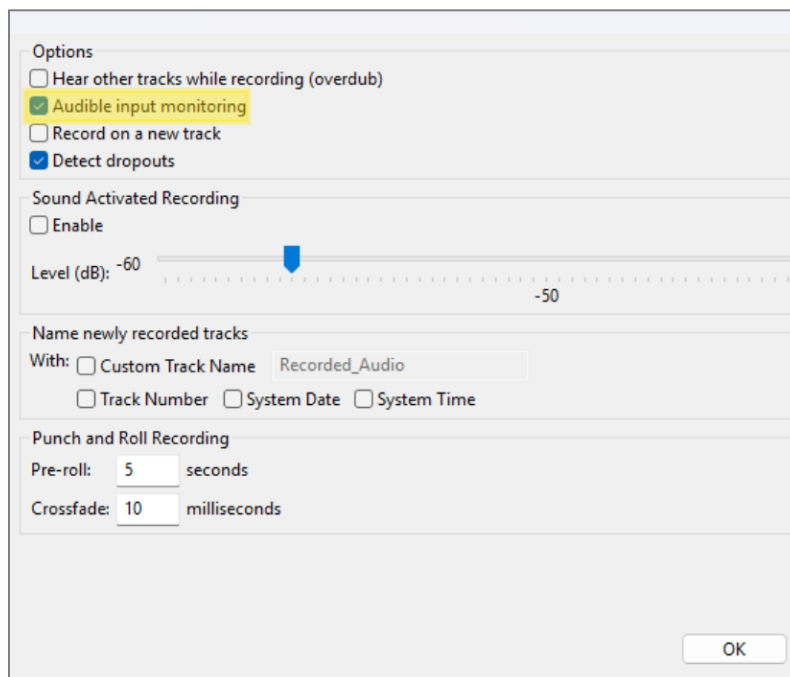 Options
Hear other tracks while recording (overdub)
Audible input monitoring
Record on a new track
Detect dropouts
Sound Activated Recording
Enable
Level (dB): -60
-50
Name newly recorded tracks
With: Custom Track Name Recorded_Audio
Track Number System Date System Time
Punch and Roll Recording
Pre-roll: 5 seconds
Crossfade: 10 milliseconds
OK